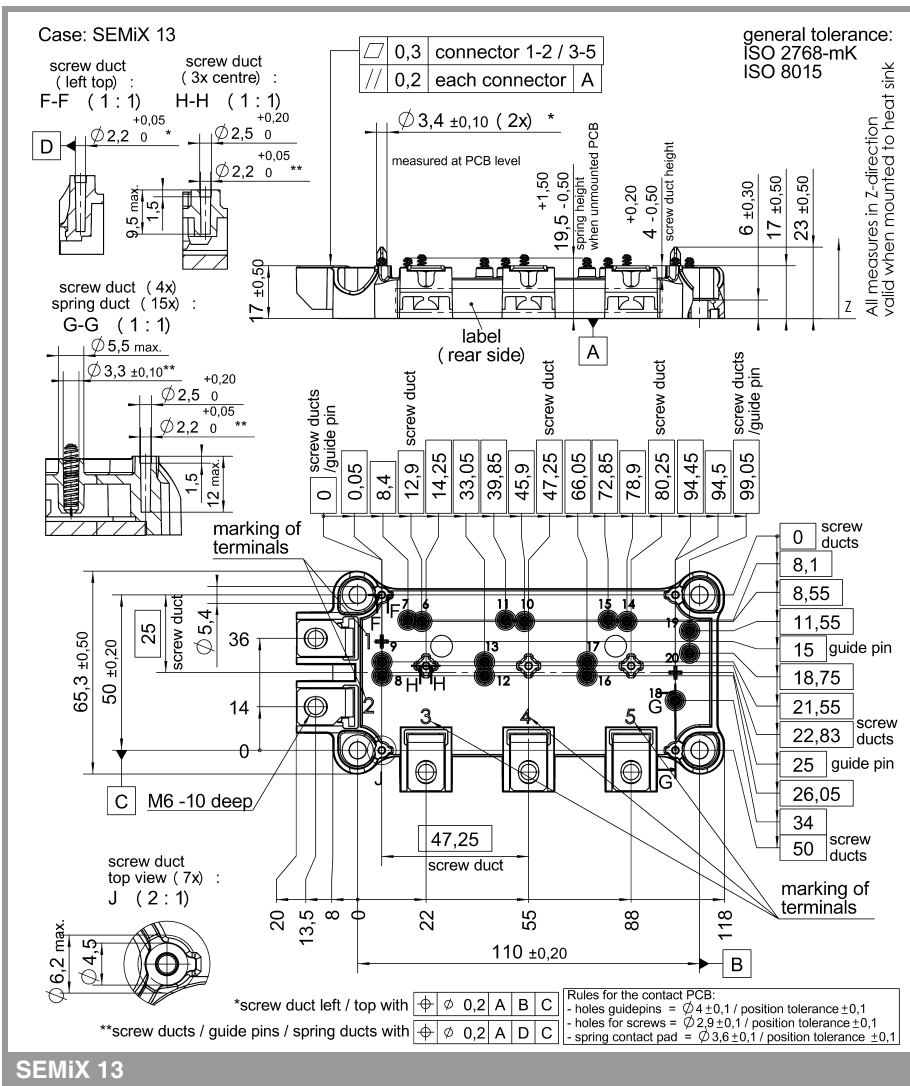 Case: SEMiX 13
screw duct
( left top) :
F-F ( 1 : 1)
screw duct
( 3x centre) :
H-H ( 1 : 1)
D
∅2,2 +0,05 0 *
∅2,5 +0,20 0
∅2,2 +0,05 0 **
9,5 max.
1,5
0,3 connector 1-2 / 3-5
// 0,2 each connector A
∅3,4 ±0,10 ( 2x) *
measured at PCB level
general tolerance:
ISO 2768-mK
ISO 8015
All measures in Z-direction
valid when mounted to heat sink
19,5 +1,50 -0,50
spring height
when unmounted PCB
4 +0,20 -0,50
screw duct height
6 ±0,30
17 ±0,50
23 ±0,50
Z
17 ±0,50
label
( rear side)
A
screw duct ( 4x)
spring duct ( 15x) :
G-G ( 1 : 1)
∅5,5 max.
∅3,3 ±0,10**
∅2,5 +0,20 0
∅2,2 +0,05 0 **
1,5
12 max.
screw ducts
/guide pin
screw duct
screw duct
screw duct
screw ducts
/guide pin
0
0,05
8,4
12,9
14,25
33,05
39,85
45,9
47,25
66,05
72,85
78,9
80,25
94,45
94,5
99,05
marking of
terminals
0 screw ducts
8,1
8,55
11,55
15 guide pin
18,75
21,55
22,83 screw ducts
25 guide pin
26,05
34
50 screw ducts
65,3 ±0,50
50 ±0,20
25
screw duct
∅5,4
36
14
0
C
M6 -10 deep
1
2
3
4
5
F
F
7
6
11
10
15
14
19
9
8
13
12
17
16
20
18
H
H
G
G
J
47,25
screw duct
marking of
terminals
20
13,5
8
0
22
55
88
118
110 ±0,20
B
screw duct
top view ( 7x) :
J ( 2 : 1)
∅6,2 max.
∅4,5
*screw duct left / top with ⌖ ∅ 0,2 A B C
**screw ducts / guide pins / spring ducts with ⌖ ∅ 0,2 A D C
Rules for the contact PCB:
- holes guidepins = ∅4±0,1 / position tolerance±0,1
- holes for screws = ∅2,9±0,1 / position tolerance±0,1
- spring contact pad = ∅3,6±0,1 / position tolerance ±0,1
SEMiX 13